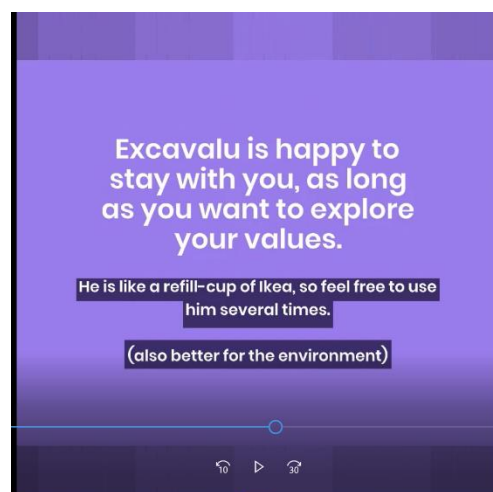 Excavalu is happy to
stay with you, as long
as you want to explore
your values.
He is like a refill-cup of Ikea, so feel free to use
him several times.
(also better for the environment)
10
30